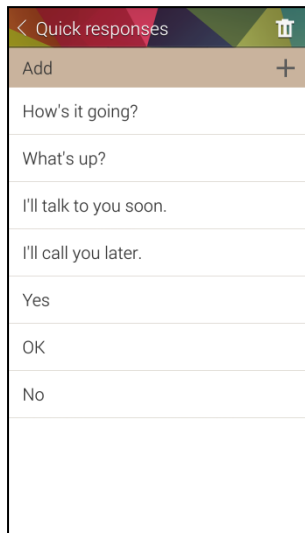 Quick responses
Add
How's it going?
What's up?
I'll talk to you soon.
I'll call you later.
Yes
OK
No